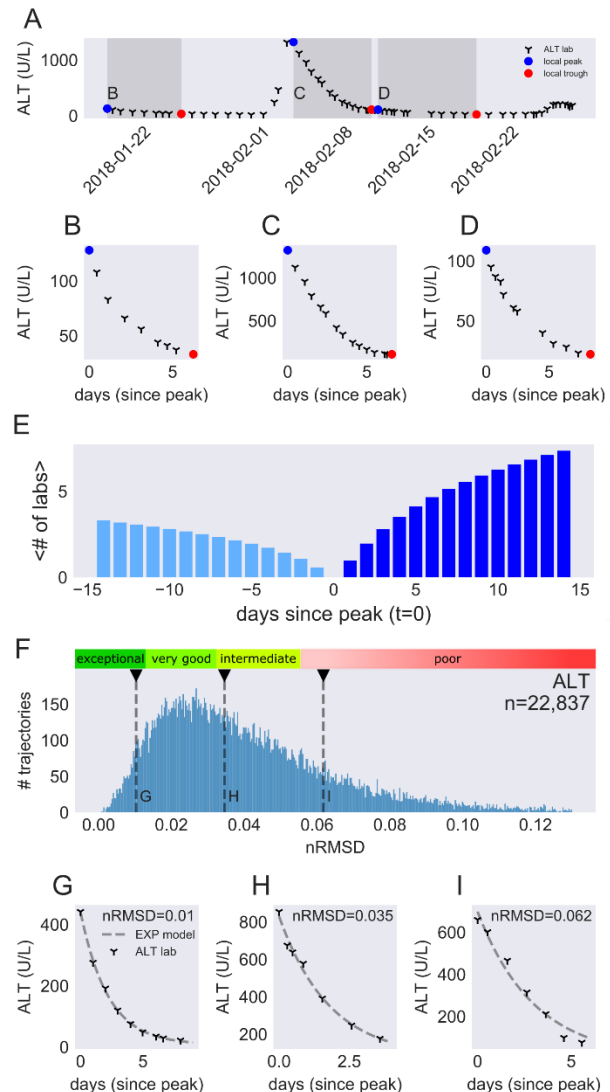 A
ALT (U/L)
1000
0
B
C
D
ALT lab
local peak
local trough
2018-01-22
2018-02-01
2018-02-08
2018-02-15
2018-02-22
B
C
D
ALT (U/L)
100
50
0
5
days (since peak)
ALT (U/L)
1000
500
0
5
days (since peak)
ALT (U/L)
100
50
0
5
days (since peak)
E
<# of labs>
5
0
−15
−10
−5
0
5
10
15
days since peak (t=0)
F
exceptional
very good
intermediate
poor
ALT
n=22,837
# trajectories
150
100
50
0
G
H
I
0.00
0.02
0.04
0.06
0.08
0.10
0.12
nRMSD
G
H
I
nRMSD=0.01
EXP model
ALT lab
ALT (U/L)
400
200
0
0
5
days (since peak)
nRMSD=0.035
ALT (U/L)
800
600
400
200
0.0
2.5
days (since peak)
nRMSD=0.062
ALT (U/L)
600
400
200
0
5
days (since peak)